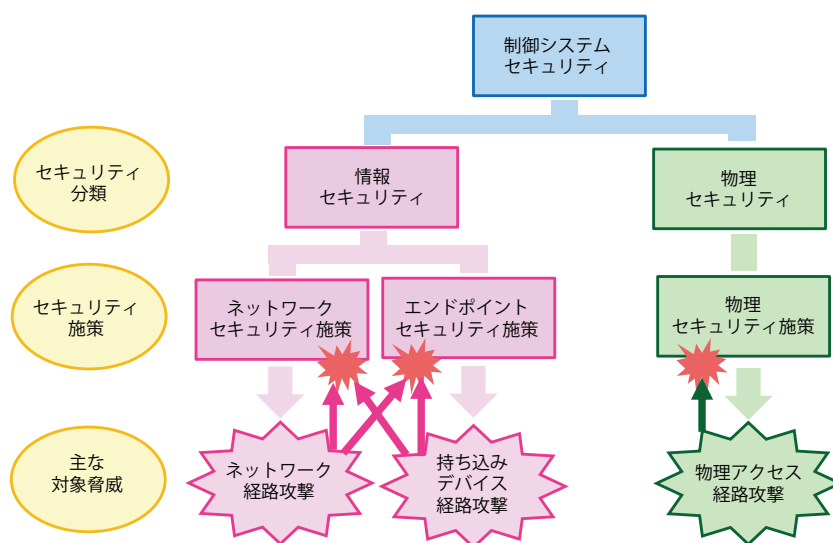 制御システム
セキュリティ
セキュリティ
分類
情報
セキュリティ
物理
セキュリティ
セキュリティ
施策
ネットワーク
セキュリティ施策
エンドポイント
セキュリティ施策
物理
セキュリティ施策
主な
対象脅威
ネットワーク
経路攻撃
持ち込み
デバイス
経路攻撃
物理アクセス
経路攻撃